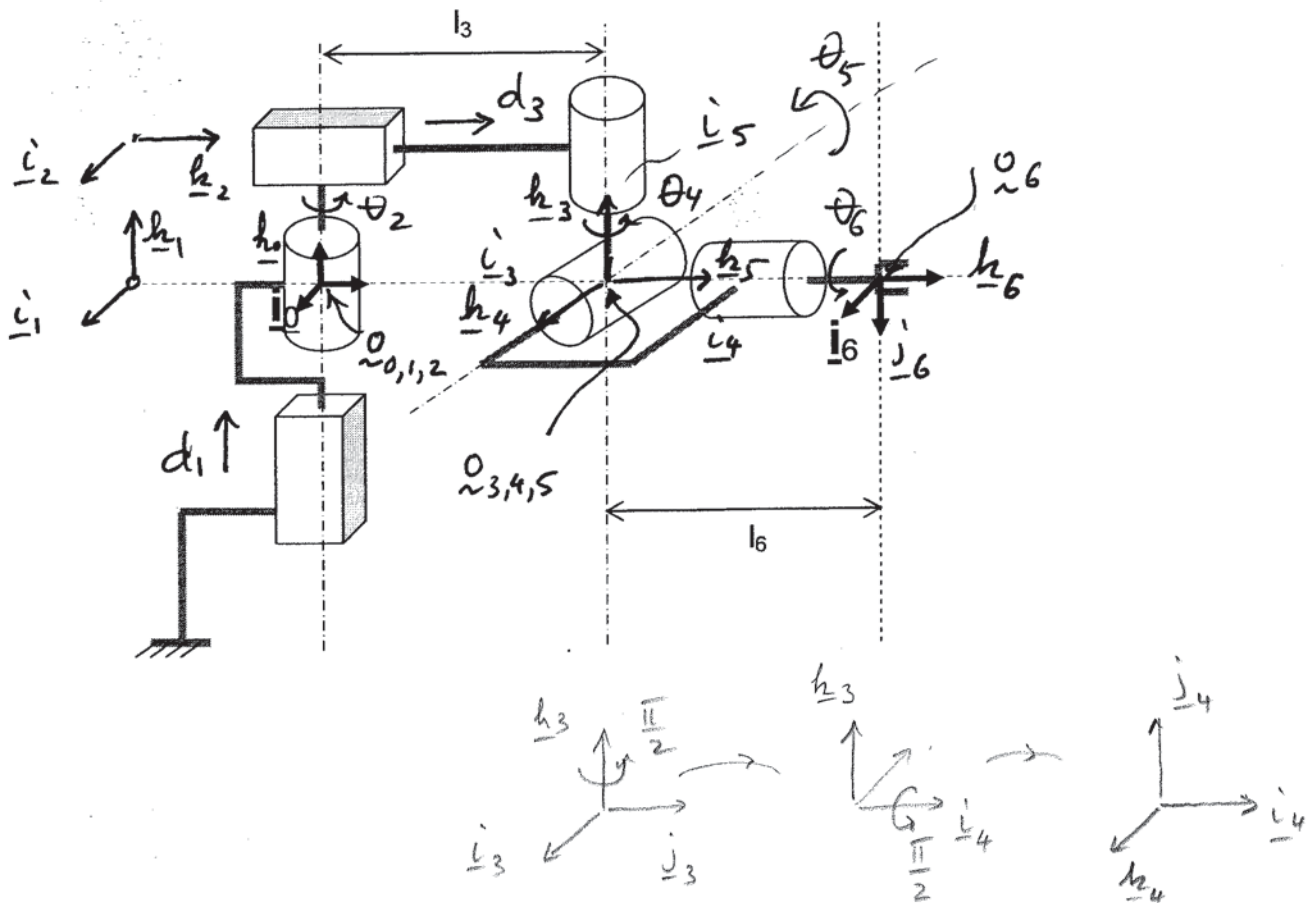 l₃
θ₅
d₃
i₅
i₂
k₂
θ₂
k₃
θ₄
O₆
k₁
k₀
i₃
k₅
θ₆
k₆
i₁
i₀
k₄
i₄
i₆
j₆
O₀,₁,₂
d₁
O₃,₄,₅
l₆
k₃ π/2
k₃
j₄
i₃ j₃
i₄
π/2
i₄
k₄